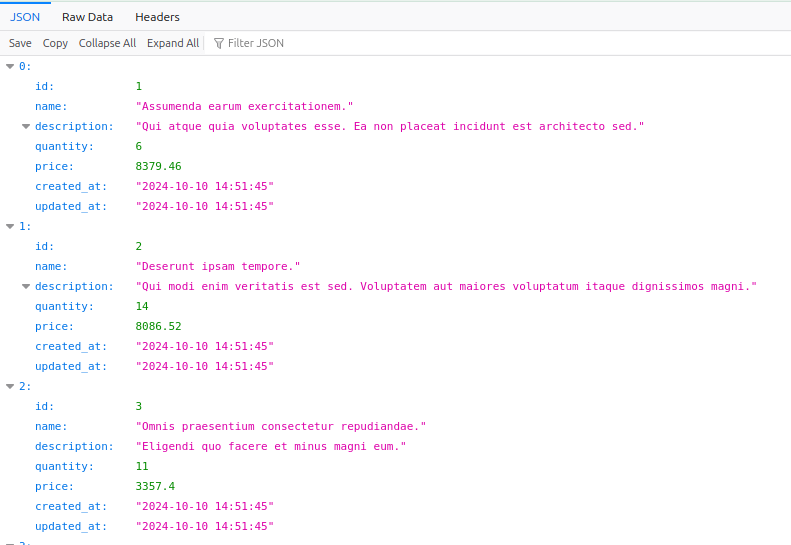 JSON Raw Data Headers
Save Copy Collapse All Expand All Filter JSON
0:
id: 1
name: "Assumenda earum exercitationem."
description: "Qui atque quia voluptates esse. Ea non placeat incidunt est architecto sed."
quantity: 6
price: 8379.46
created_at: "2024-10-10 14:51:45"
updated_at: "2024-10-10 14:51:45"
1:
id: 2
name: "Deserunt ipsam tempore."
description: "Qui modi enim veritatis est sed. Voluptatem aut maiores voluptatum itaque dignissimos magni."
quantity: 14
price: 8086.52
created_at: "2024-10-10 14:51:45"
updated_at: "2024-10-10 14:51:45"
2:
id: 3
name: "Omnis praesentium consectetur repudiandae."
description: "Eligendi quo facere et minus magni eum."
quantity: 11
price: 3357.4
created_at: "2024-10-10 14:51:45"
updated_at: "2024-10-10 14:51:45"